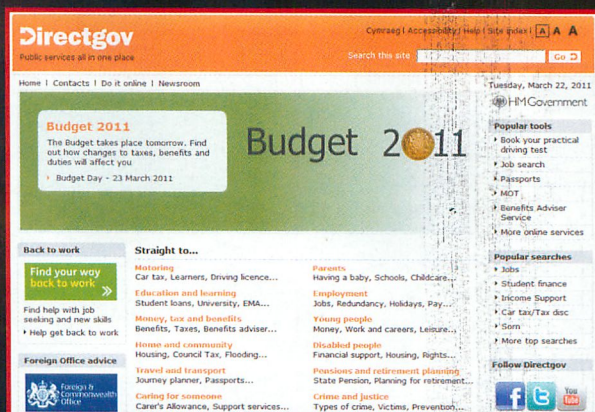 Directgov
Public services all in one place
Cymraeg | Accessibility | Help | Site index | A A A
Search this site
Go
Home | Contacts | Do it online | Newsroom
Tuesday, March 22, 2011
HM Government
Budget 2011
The Budget takes place tomorrow. Find
out how changes to taxes, benefits and
duties will affect you
Budget Day - 23 March 2011
Budget 2011
Popular tools
Book your practical
driving test
Job search
Passports
MOT
Benefits Adviser
Service
More online services
Popular searches
Jobs
Student finance
Income Support
Car tax/Tax disc
Sorn
More top searches
Follow Directgov
f t You Tube
Back to work
Find your way
back to work
Find help with job
seeking and new skills
Help get back to work
Foreign Office advice
Foreign &
Commonwealth
Office
Straight to...
Motoring
Car tax, Learners, Driving licence...
Education and learning
Student loans, University, EMA...
Money, tax and benefits
Benefits, Taxes, Benefits adviser...
Home and community
Housing, Council Tax, Flooding...
Travel and transport
Journey planner, Passports...
Caring for someone
Carer's Allowance, Support services...
Parents
Having a baby, Schools, Childcare...
Employment
Jobs, Redundancy, Holidays, Pay...
Young people
Money, Work and careers, Leisure...
Disabled people
Financial support, Housing, Rights...
Pensions and retirement planning
State Pension, Planning for retirement...
Crime and justice
Types of crime, Victims, Prevention...